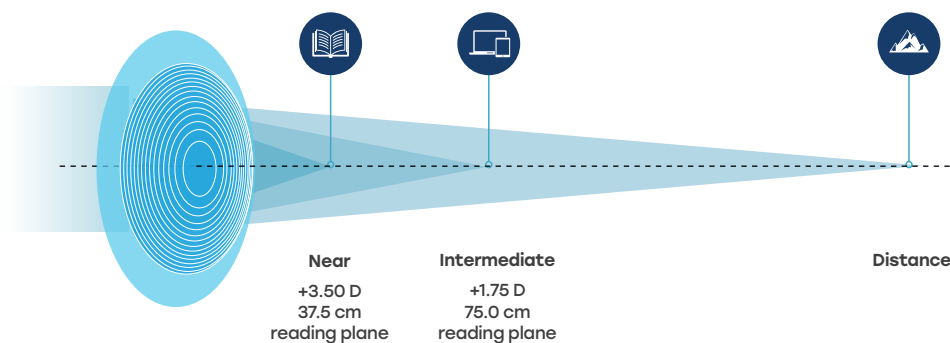 Near
+3.50 D
37.5 cm
reading plane
Intermediate
+1.75 D
75.0 cm
reading plane
Distance